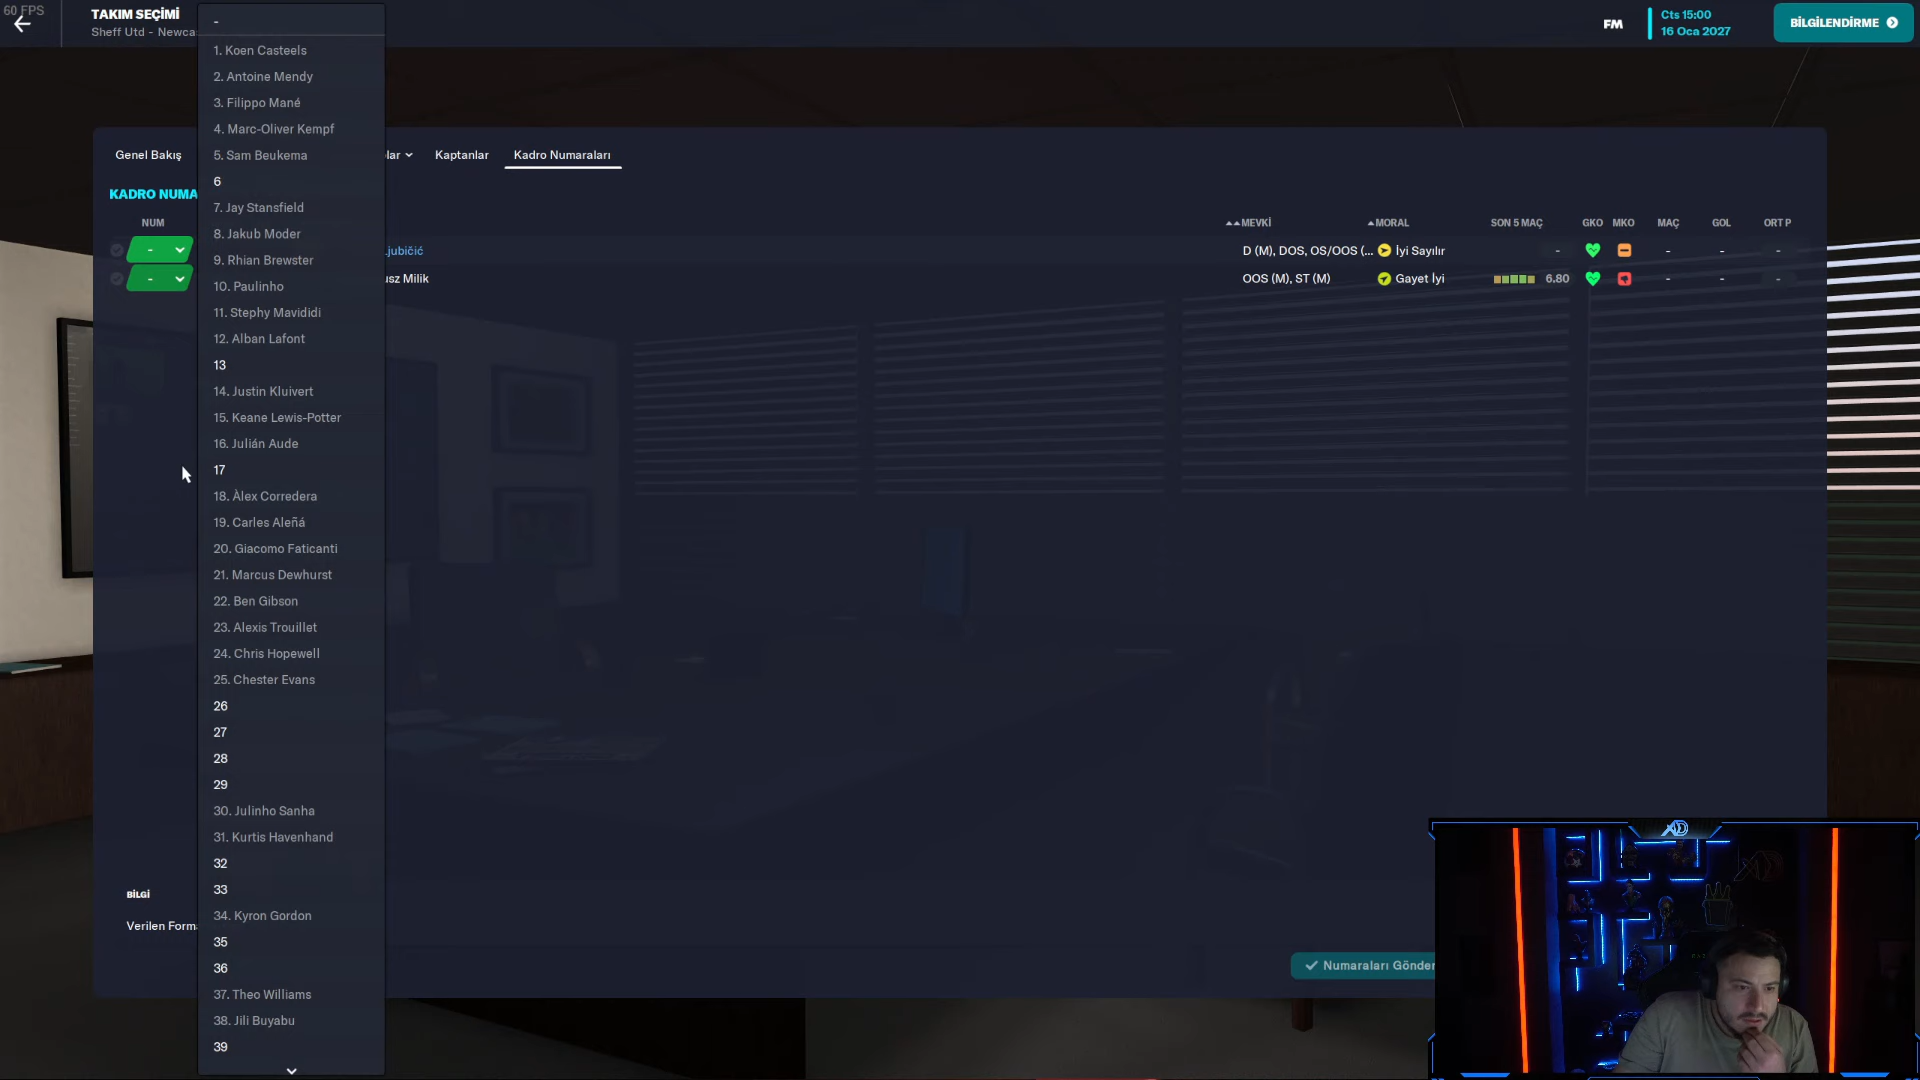 60 FPS
TAKIM SEÇİMİ
Sheff Utd - Newca
FM
Cts 15:00
16 Oca 2027
BİLGİLENDİRME
-
1. Koen Casteels
2. Antoine Mendy
3. Filippo Mané
4. Marc-Oliver Kempf
5. Sam Beukema
6
7. Jay Stansfield
8. Jakub Moder
9. Rhian Brewster
10. Paulinho
11. Stephy Mavididi
12. Alban Lafont
13
14. Justin Kluivert
15. Keane Lewis-Potter
16. Julián Aude
17
18. Àlex Corredera
19. Carles Aleñá
20. Giacomo Faticanti
21. Marcus Dewhurst
22. Ben Gibson
23. Alexis Trouillet
24. Chris Hopewell
25. Chester Evans
26
27
28
29
30. Julinho Sanha
31. Kurtis Havenhand
32
33
34. Kyron Gordon
35
36
37. Theo Williams
38. Jili Buyabu
39
Genel Bakış
lar
Kaptanlar
Kadro Numaraları
KADRO NUMA
NUM
MEVKİ
MORAL
SON 5 MAÇ
GKO
MKO
MAÇ
GOL
ORT P
-
jubičić
D (M), DOS, OS/OOS (...
İyi Sayılır
-
-
-
-
-
usz Milik
OOS (M), ST (M)
Gayet İyi
6.80
-
-
-
BİLGİ
Verilen Forma
Numaraları Gönder